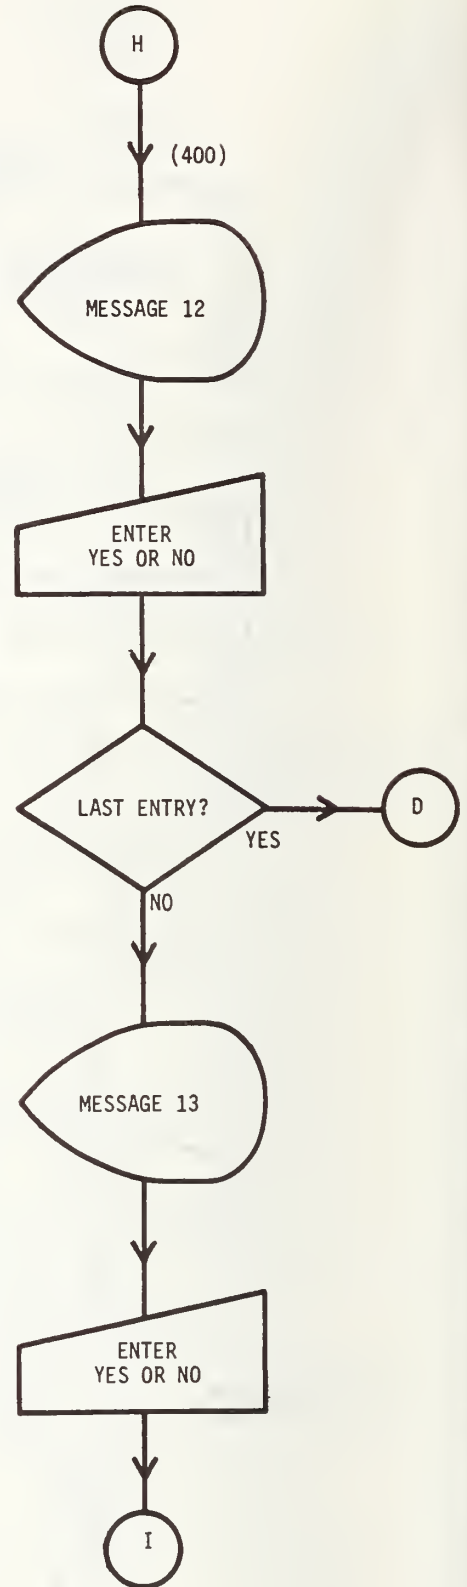 H
(400)
MESSAGE 12
ENTER
YES OR NO
LAST ENTRY?
YES
D
NO
MESSAGE 13
ENTER
YES OR NO
I